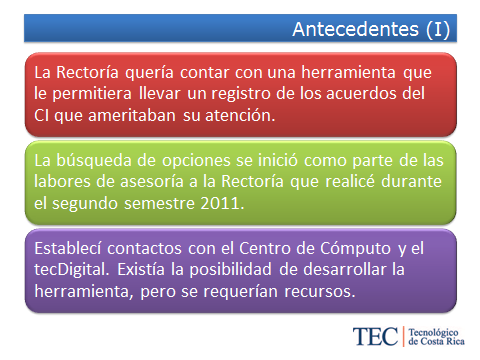 Antecedentes (I)
La Rectoría quería contar con una herramienta que
le permitiera llevar un registro de los acuerdos del
CI que ameritaban su atención.
La búsqueda de opciones se inició como parte de las
labores de asesoría a la Rectoría que realicé durante
el segundo semestre 2011.
Establecí contactos con el Centro de Cómputo y el
tecDigital. Existía la posibilidad de desarrollar la
herramienta, pero se requerían recursos.
TEC | Tecnológico
de Costa Rica